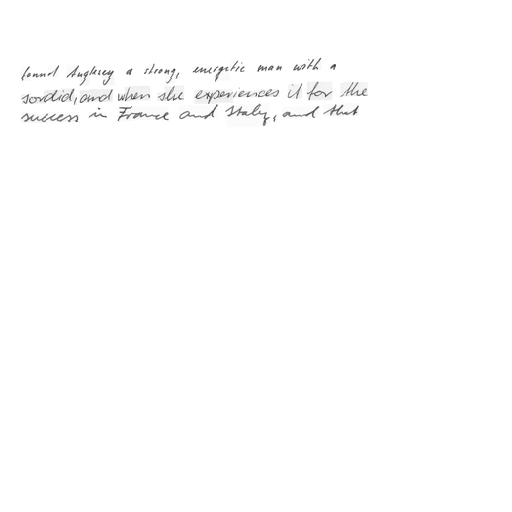 found Anglesey a strong, energetic man with a
sordid, and when she experiences it for the
success in France and Italy, and that